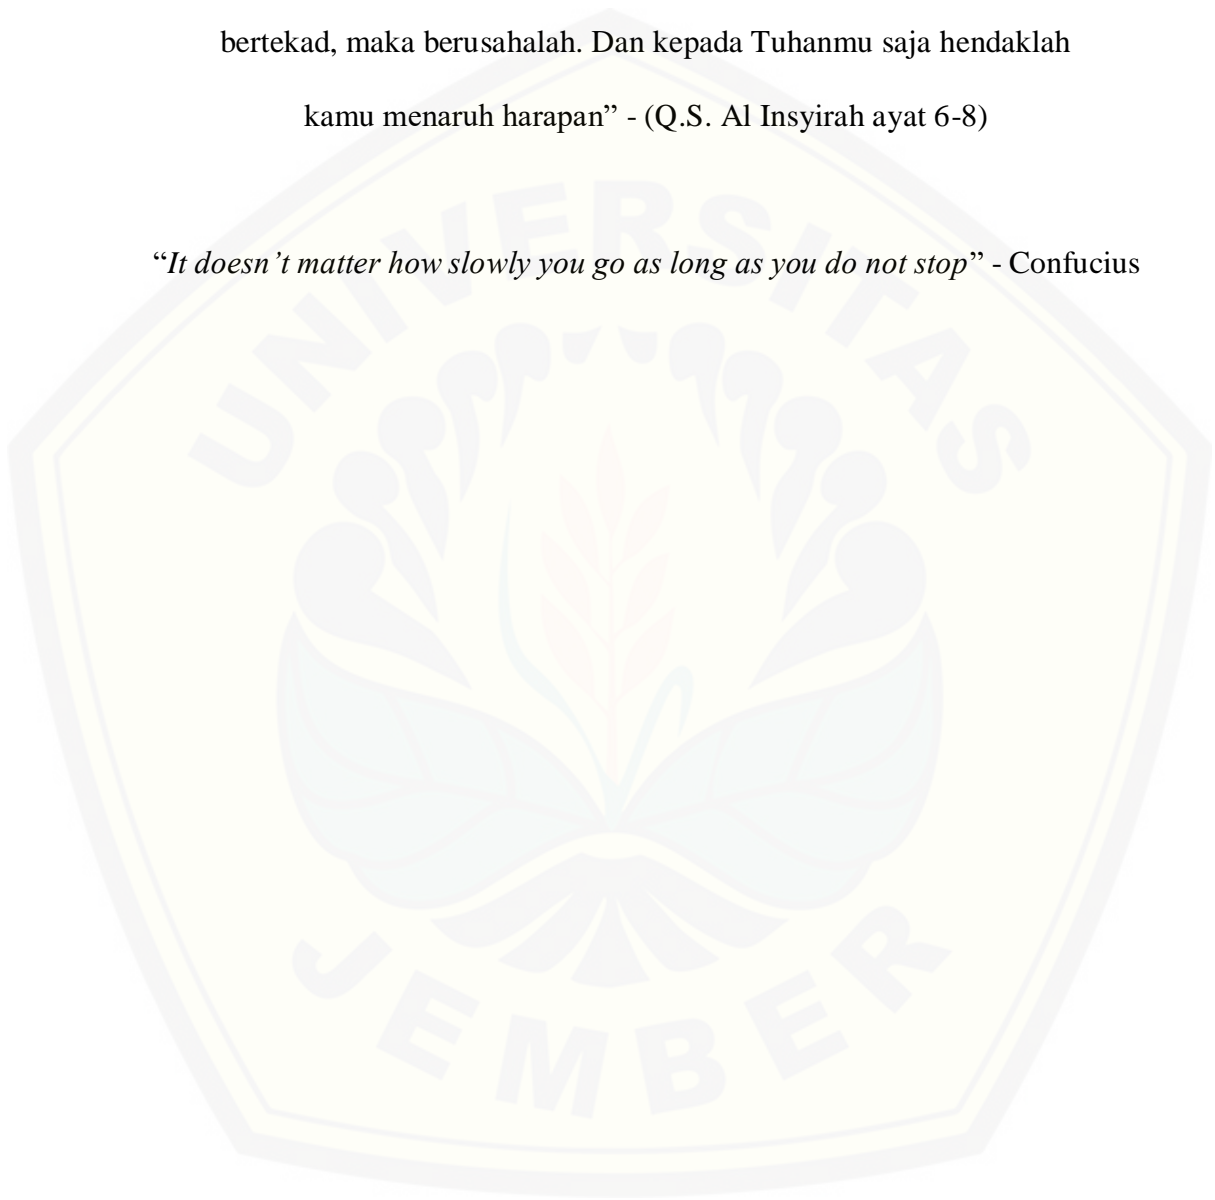 bertekad, maka berusahalah. Dan kepada Tuhanmu saja hendaklah
kamu menaruh harapan” - (Q.S. Al Insyirah ayat 6-8)
“It doesn’t matter how slowly you go as long as you do not stop” - Confucius
UNIVERSITAS
JEMBER